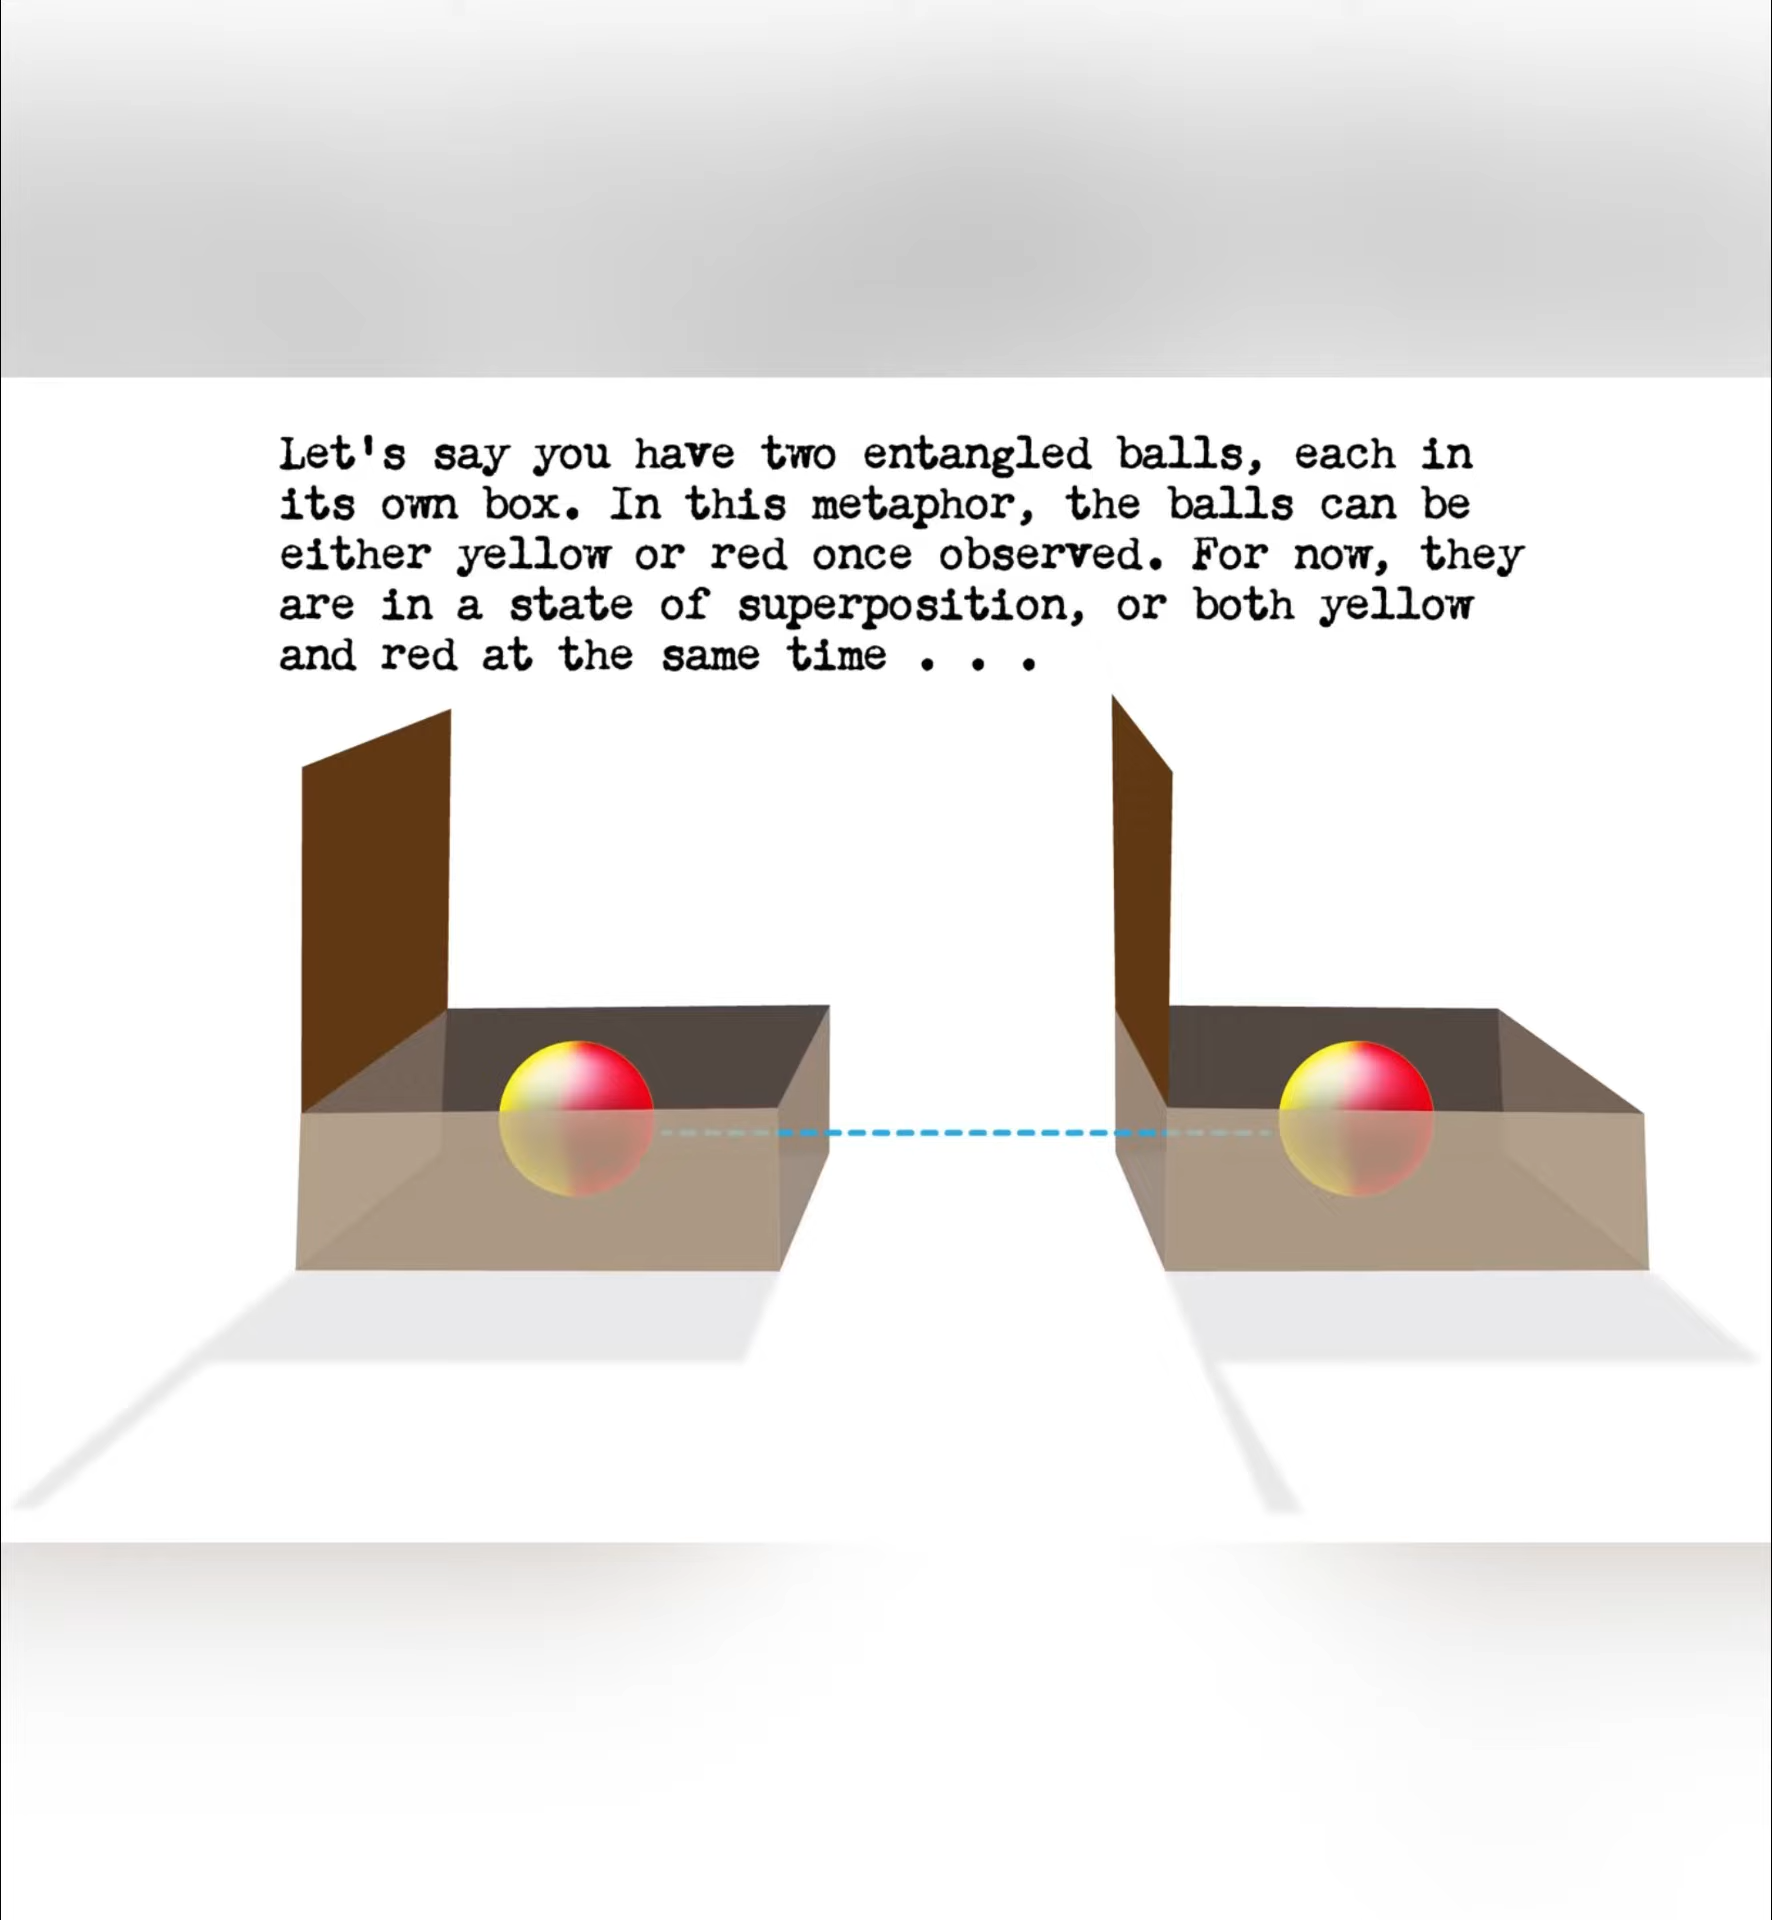 Let's say you have two entangled balls, each in
its own box. In this metaphor, the balls can be
either yellow or red once observed. For now, they
are in a state of superposition, or both yellow
and red at the same time . . .